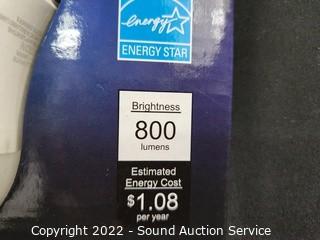 energy
ENERGY STAR
Brightness
800
lumens
Estimated
Energy Cost
$1.08
per year
Copyright 2022 - Sound Auction Service